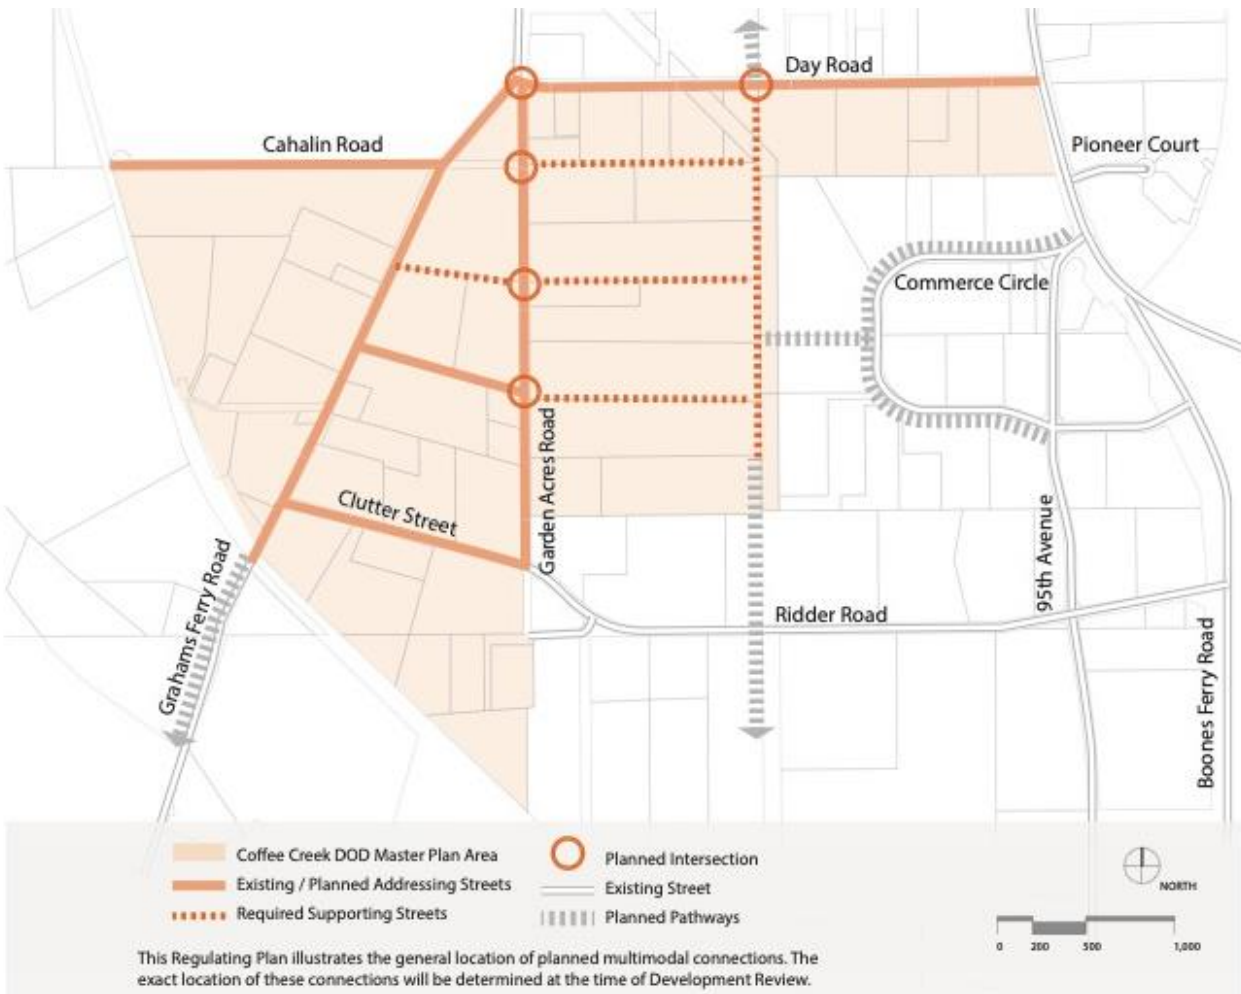 Day Road
Cahalin Road
Pioneer Court
Commerce Circle
Garden Acres Road
Clutter Street
95th Avenue
Grahams Ferry Road
Ridder Road
Boones Ferry Road
Coffee Creek DOD Master Plan Area
Existing / Planned Addressing Streets
Required Supporting Streets
Planned Intersection
Existing Street
Planned Pathways
NORTH
0 200 500 1,000
This Regulating Plan illustrates the general location of planned multimodal connections. The
exact location of these connections will be determined at the time of Development Review.